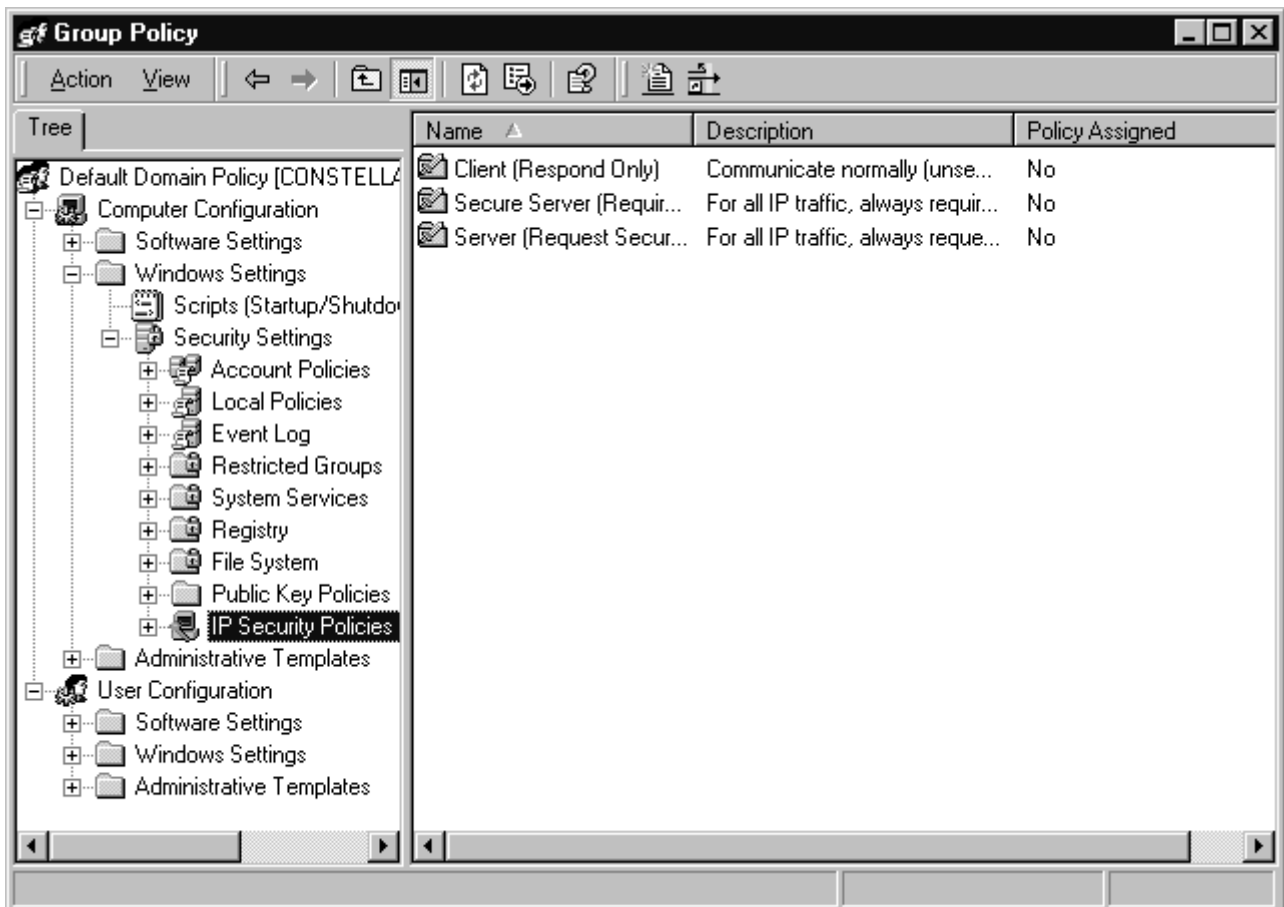 Group Policy
Action View
Tree
Name Description Policy Assigned
Default Domain Policy [CONSTELLA
Computer Configuration
Software Settings
Windows Settings
Scripts (Startup/Shutdo
Security Settings
Account Policies
Local Policies
Event Log
Restricted Groups
System Services
Registry
File System
Public Key Policies
IP Security Policies
Administrative Templates
User Configuration
Software Settings
Windows Settings
Administrative Templates
Client (Respond Only) Communicate normally (unse... No
Secure Server (Requir... For all IP traffic, always requir... No
Server (Request Secur... For all IP traffic, always reque... No